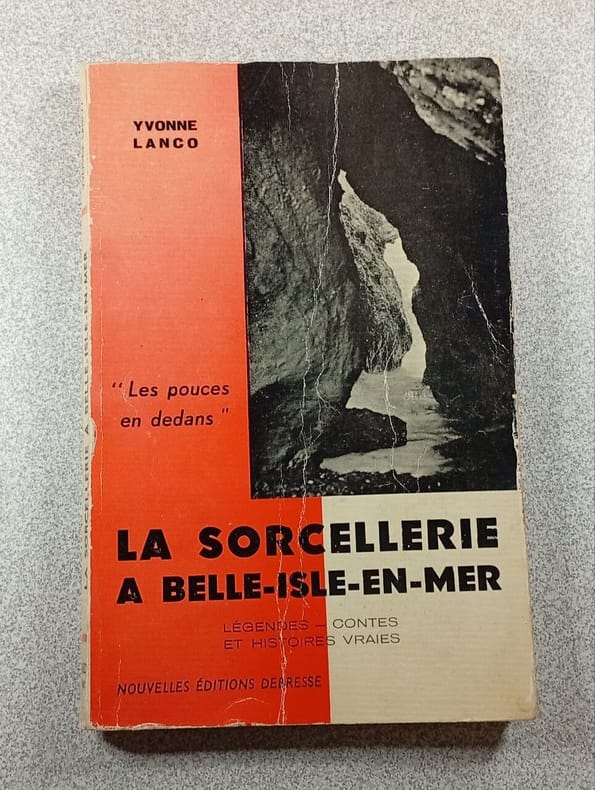 YVONNE
LANCO
" Les pouces
en dedans "
LA SORCELLERIE
A BELLE-ISLE-EN-MER
LÉGENDES – CONTES
ET HISTOIRES VRAIES
NOUVELLES ÉDITIONS DEBRESSE